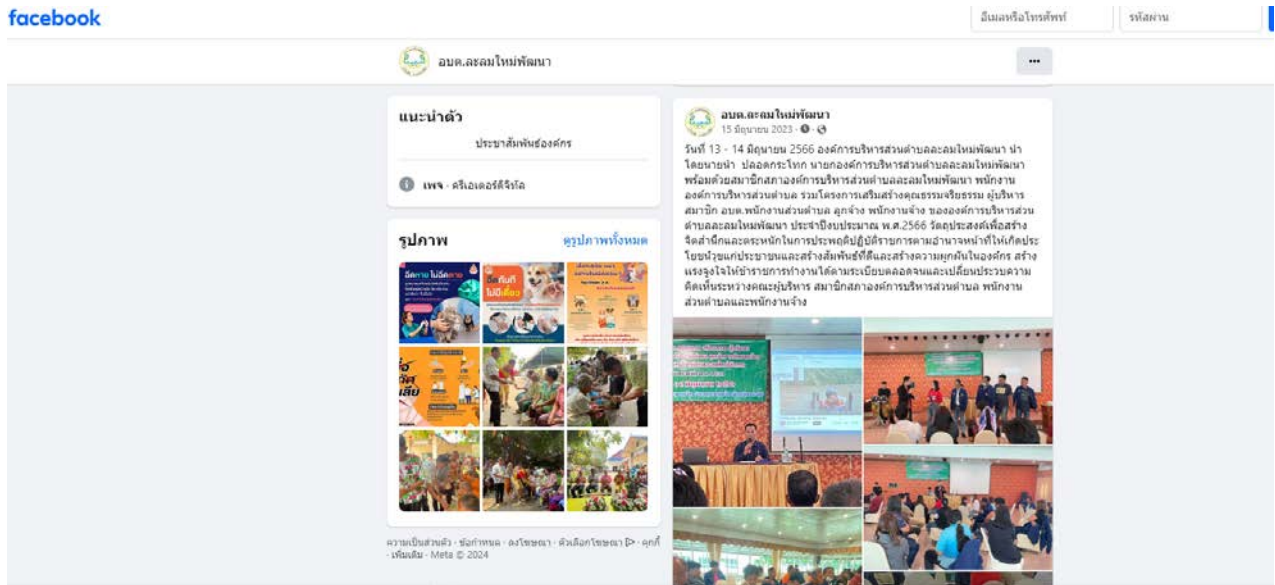 facebook
อีเมลหรือโทรศัพท์
รหัสผ่าน
อบต.ละลมใหม่พัฒนา
แนะนำตัว
ประชาสัมพันธ์องค์กร
เพจ · ครีเอเตอร์ดิจิทัล
รูปภาพ
ดูรูปภาพทั้งหมด
ความเป็นส่วนตัว · ข้อกำหนด · ลงโฆษณา · ตัวเลือกโฆษณา · คุกกี้
· เพิ่มเติม · Meta © 2024
อบต.ละลมใหม่พัฒนา
15 มิถุนายน 2023 ·
วันที่ 13 - 14 มิถุนายน 2566 องค์การบริหารส่วนตำบลละลมใหม่พัฒนา นำ
โดยนายนำ ปลอดกระโทก นายกองค์การบริหารส่วนตำบลละลมใหม่พัฒนา
พร้อมด้วยสมาชิกสภาองค์การบริหารส่วนตำบลละลมใหม่พัฒนา พนักงาน
องค์การบริหารส่วนตำบล ร่วมโครงการเสริมสร้างคุณธรรมจริยธรรม ผู้บริหาร
สมาชิก อบต.พนักงานส่วนตำบล ลูกจ้าง พนักงานจ้าง ขององค์การบริหารส่วน
ตำบลละลมใหม่พัฒนา ประจำปีงบประมาณ พ.ศ.2566 วัตถุประสงค์เพื่อสร้าง
จิตสำนึกและตระหนักในการประพฤติปฏิบัติราชการตามอำนาจหน้าที่ให้เกิดประ
โยชน์สุขแก่ประชาชนและสร้างสัมพันธ์ที่ดีและสร้างความผูกพันในองค์กร สร้าง
แรงจูงใจให้ข้าราชการทำงานได้ตามระเบียบตลอดจนและเปลี่ยนประวบความ
คิดเห็นระหว่างคณะผู้บริหาร สมาชิกสภาองค์การบริหารส่วนตำบล พนักงาน
ส่วนตำบลและพนักงานจ้าง
ฉีดทันที
ไม่มีเดี๋ยว